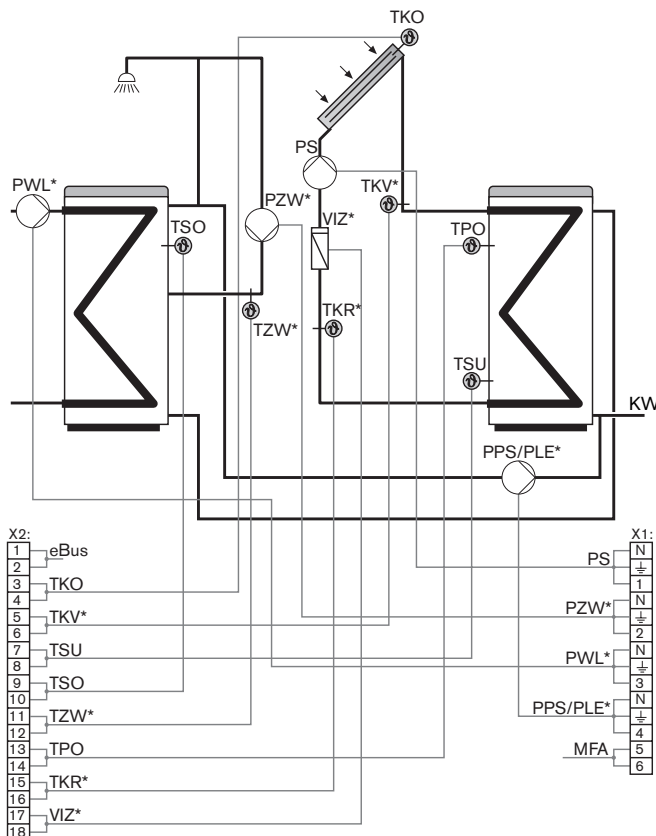 TKO
PS
PWL*
PZW*
TKV*
TSO
VIZ*
TPO
TZW*
TKR*
TSU
KW
PPS/PLE*
X2:
1
2
eBus
3
4
TKO
5
6
TKV*
7
8
TSU
9
10
TSO
11
12
TZW*
13
14
TPO
15
16
TKR*
17
18
VIZ*
X1:
PS
N
1
PZW*
N
2
PWL*
N
3
PPS/PLE*
N
4
MFA
5
6